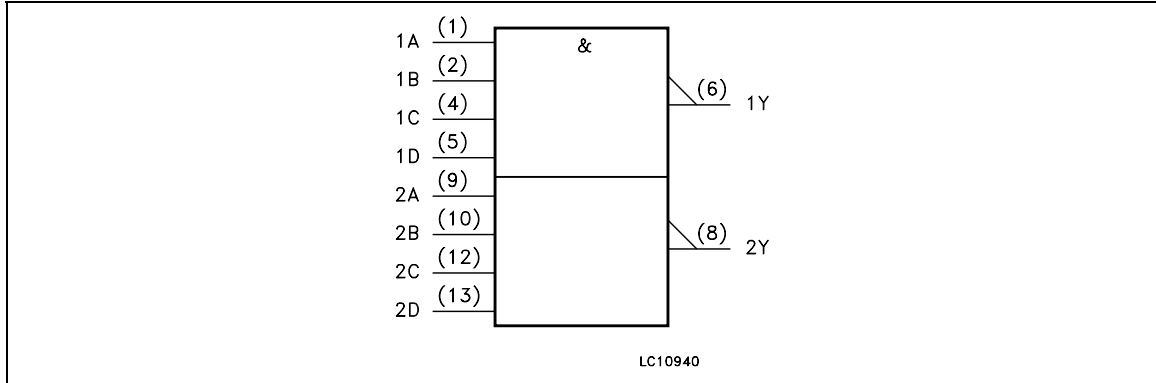 1A (1)
&
1B (2)
(6) 1Y
1C (4)
1D (5)
2A (9)
2B (10)
(8) 2Y
2C (12)
2D (13)
LC10940